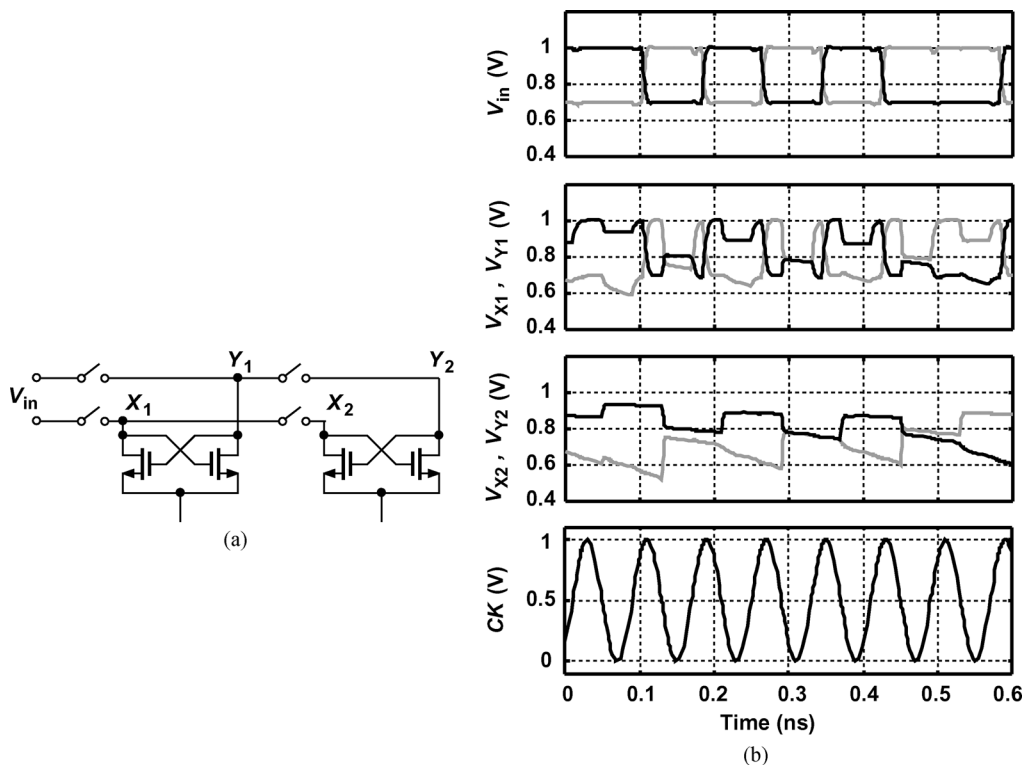 V_in
X_1
Y_1
X_2
Y_2
(a)
V_in (V)
1
0.8
0.6
0.4
V_X1 , V_Y1 (V)
1
0.8
0.6
0.4
V_X2 , V_Y2 (V)
1
0.8
0.6
0.4
CK (V)
1
0.5
0
0 0.1 0.2 0.3 0.4 0.5 0.6
Time (ns)
(b)